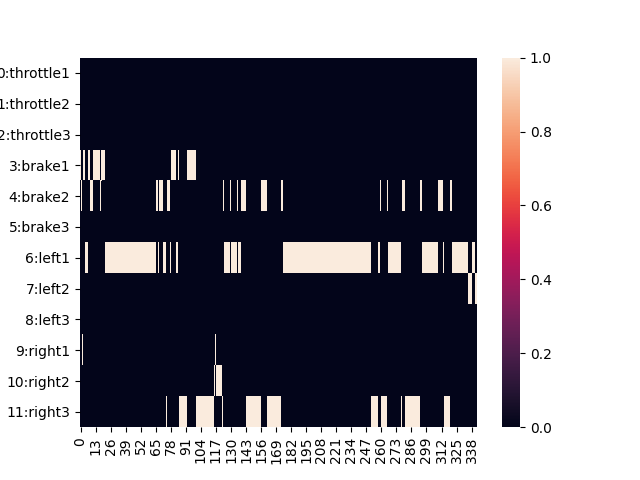 0:throttle1
1:throttle2
2:throttle3
3:brake1
4:brake2
5:brake3
6:left1
7:left2
8:left3
9:right1
10:right2
11:right3
0 13 26 39 52 65 78 91 104 117 130 143 156 169 182 195 208 221 234 247 260 273 286 299 312 325 338
1.0
0.8
0.6
0.4
0.2
0.0